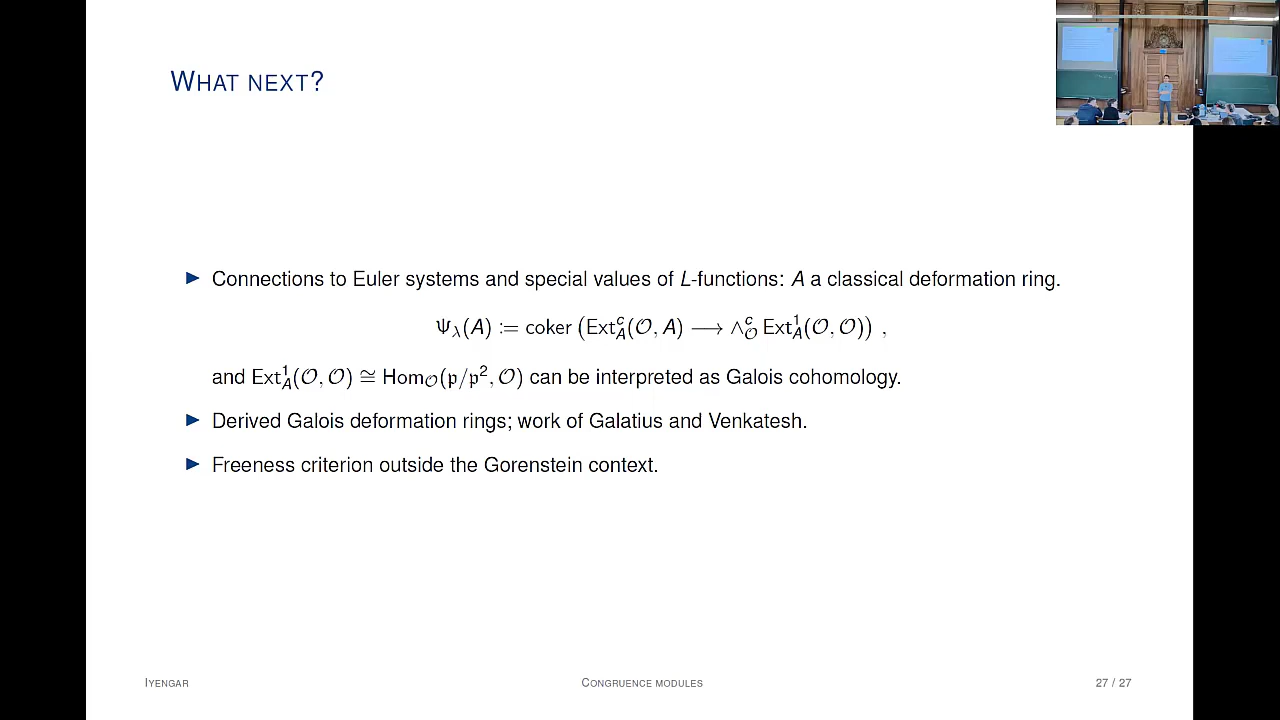 WHAT NEXT?
▶ Connections to Euler systems and special values of L-functions: A a classical deformation ring.
Ψ_λ(A) := coker (Ext^c_A(𝒪, A) ⟶ ∧^c_𝒪 Ext^1_A(𝒪, 𝒪)) ,
and Ext^1_A(𝒪, 𝒪) ≅ Hom_𝒪(𝔭/𝔭^2, 𝒪) can be interpreted as Galois cohomology.
▶ Derived Galois deformation rings; work of Galatius and Venkatesh.
▶ Freeness criterion outside the Gorenstein context.
IYENGAR CONGRUENCE MODULES 27 / 27